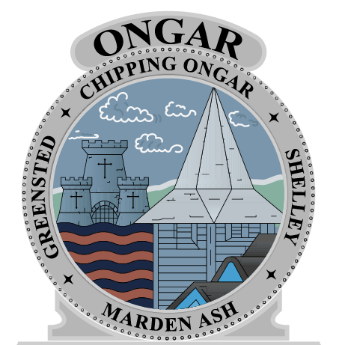 ONGAR
CHIPPING ONGAR
GREENSTED
SHELLEY
MARDEN ASH